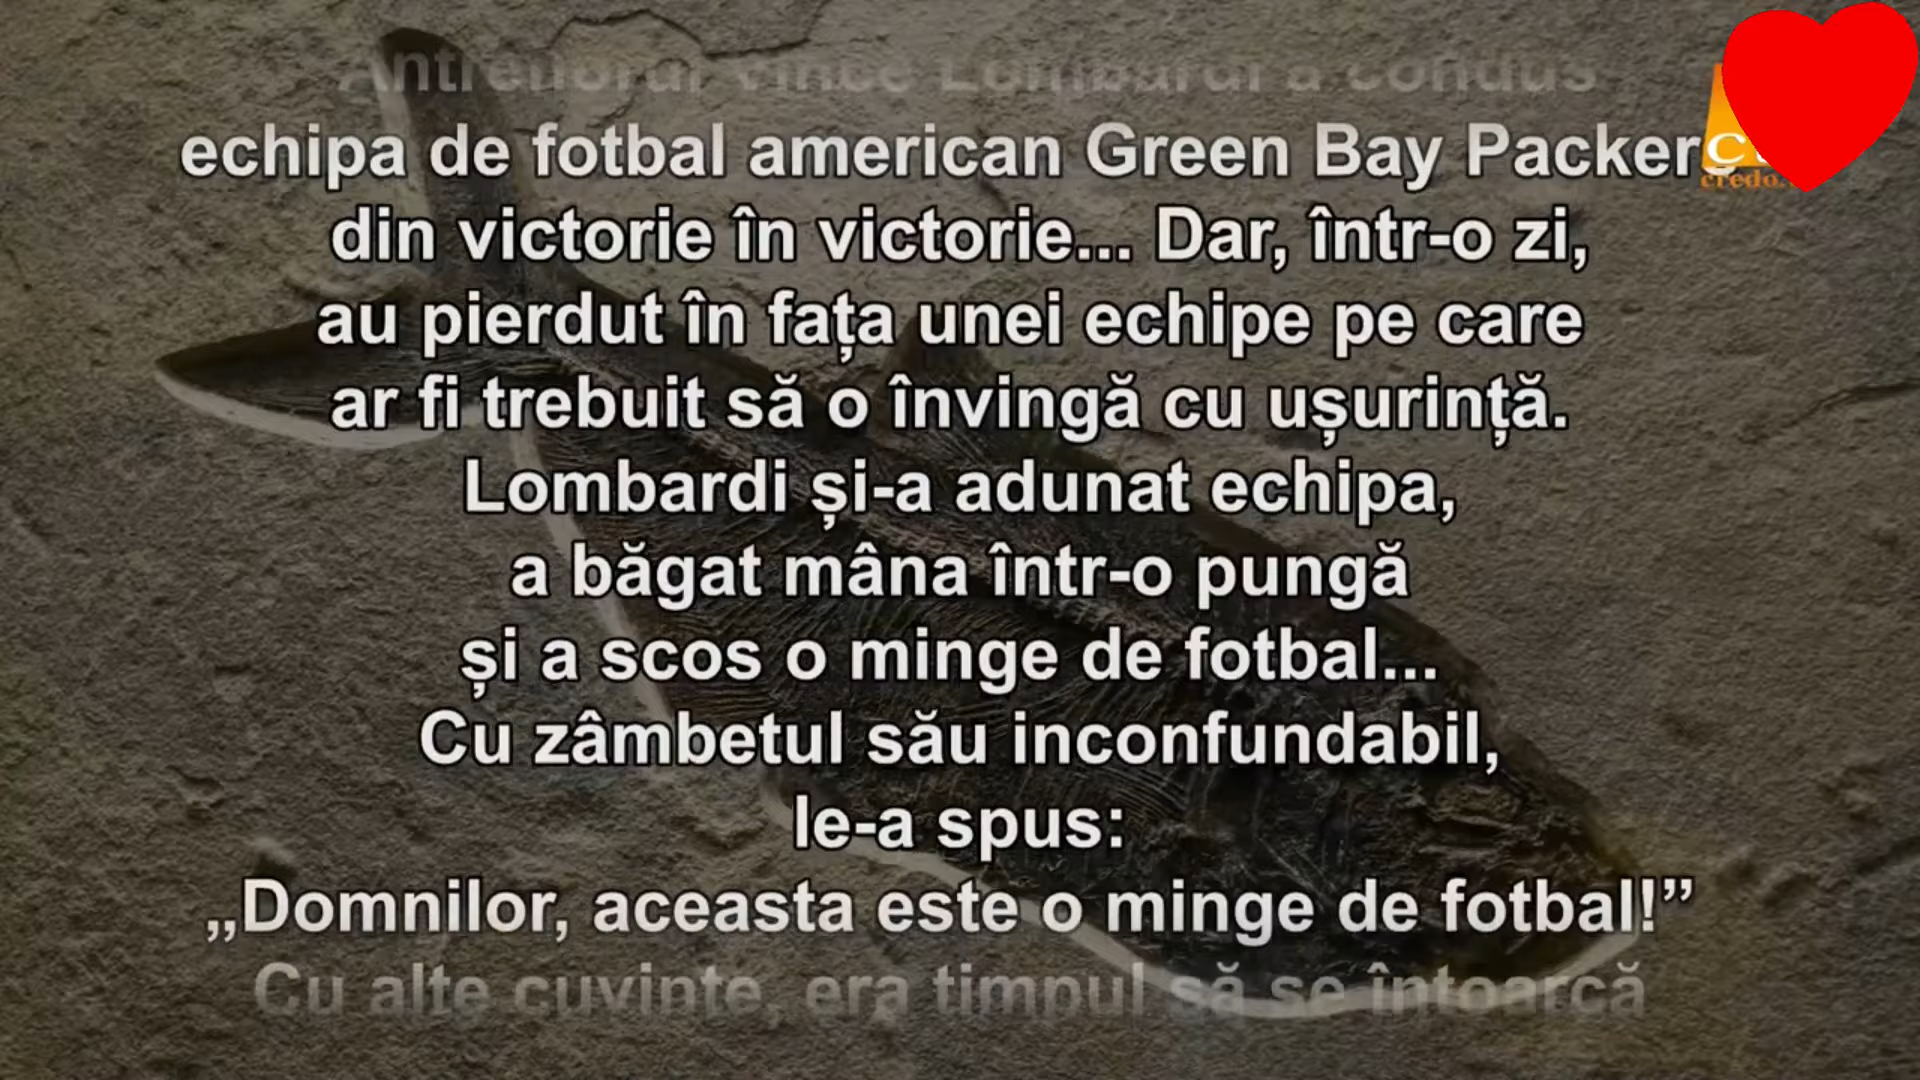 Antrenorul Vince Lombardi a condus
echipa de fotbal american Green Bay Packers
din victorie în victorie... Dar, într-o zi,
au pierdut în fața unei echipe pe care
ar fi trebuit să o învingă cu ușurință.
Lombardi și-a adunat echipa,
a băgat mâna într-o pungă
și a scos o minge de fotbal...
Cu zâmbetul său inconfundabil,
le-a spus:
„Domnilor, aceasta este o minge de fotbal!”
Cu alte cuvinte, era timpul să se întoarcă